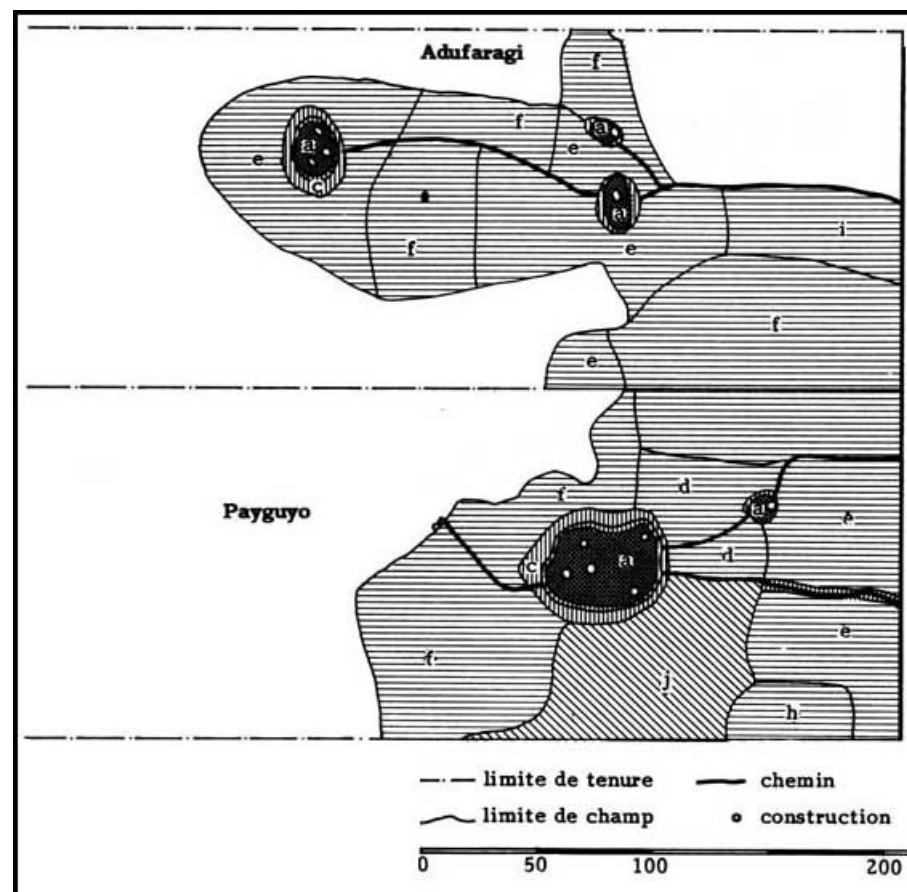 Adufaragi
f
a
f
e
a
e
c
a
i
f
e
f
e
Payguyo
f
d
a
c
a
d
e
f
j
h
limite de tenure
chemin
limite de champ
construction
0 50 100 200